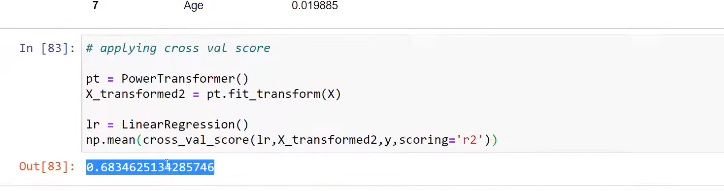 7 Age 0.019885
In [83]: # applying cross val score
pt = PowerTransformer()
X_transformed2 = pt.fit_transform(X)
lr = LinearRegression()
np.mean(cross_val_score(lr,X_transformed2,y,scoring='r2'))
Out[83]: 0.6834625134285746